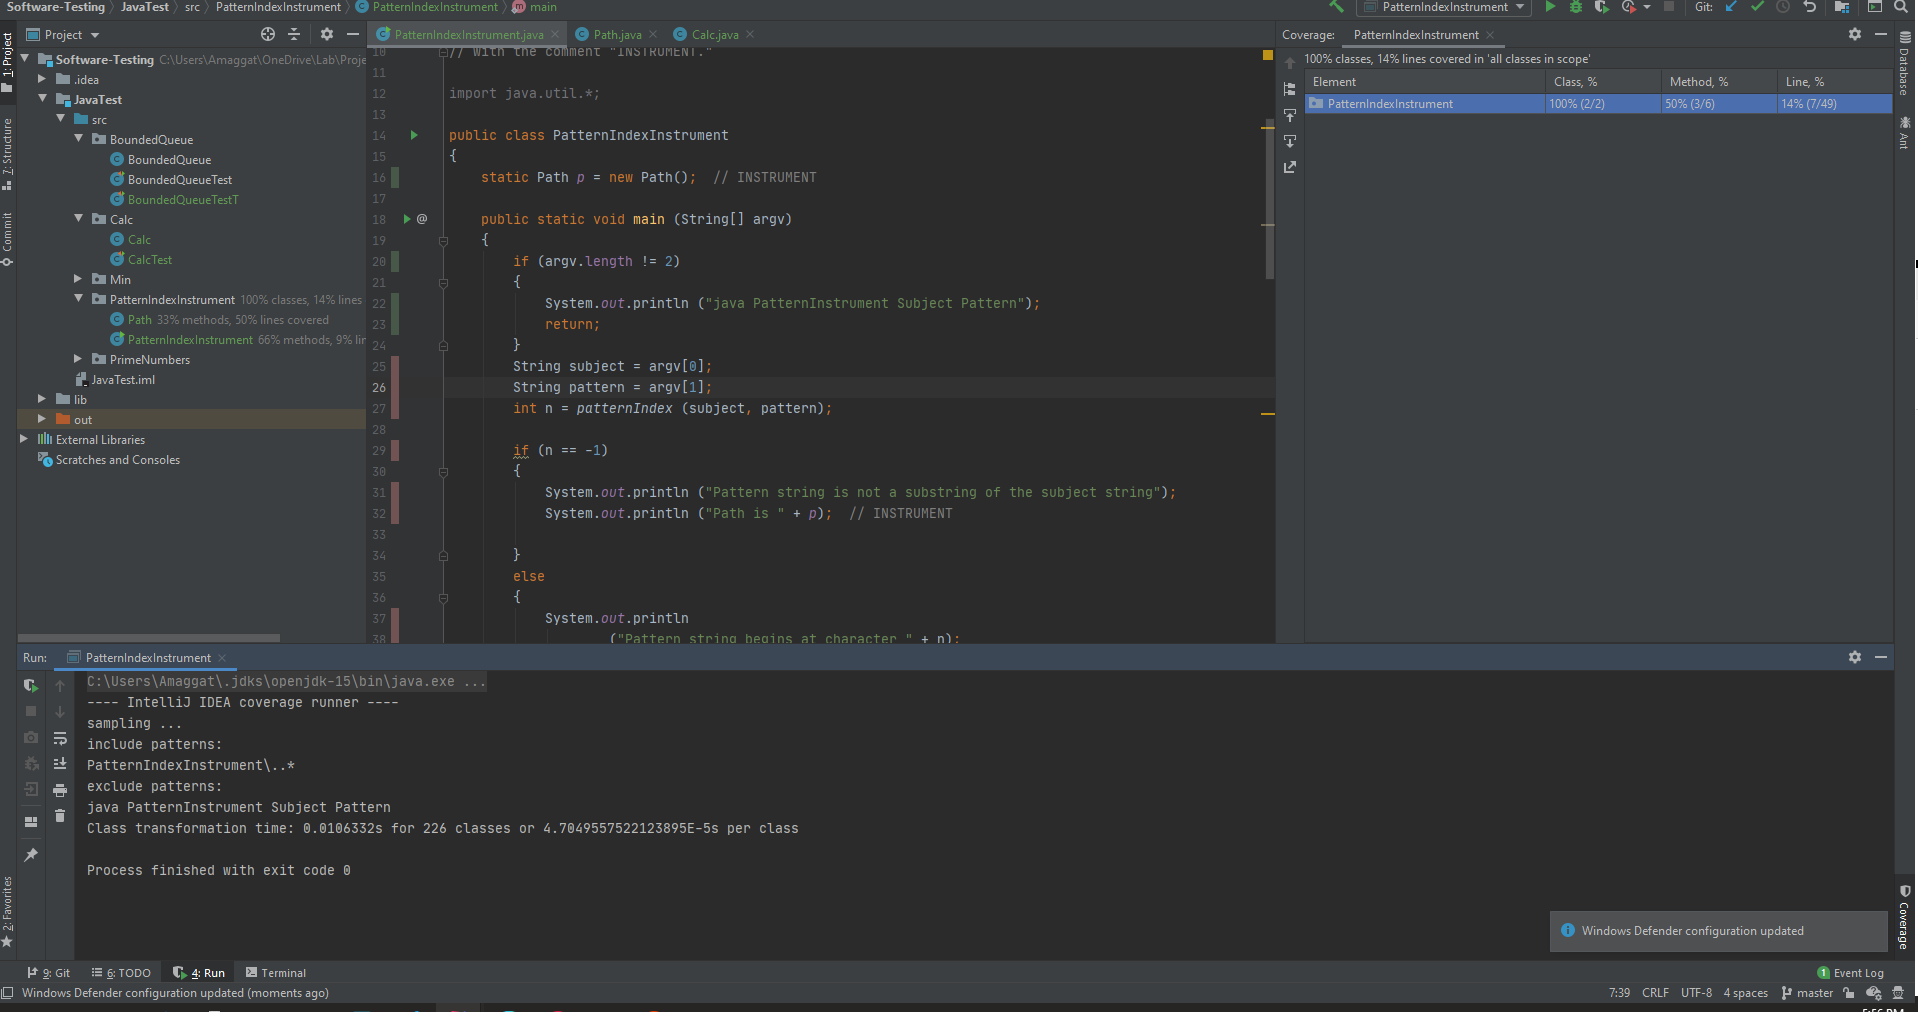 Software-Testing JavaTest src PatternIndexInstrument PatternIndexInstrument main
PatternIndexInstrument Git:
Project
PatternIndexInstrument.java Path.java Calc.java
Coverage: PatternIndexInstrument
1: Project
7: Structure
Commit
2: Favorites
Software-Testing C:\Users\Amaggat\OneDrive\Lab\Proje
.idea
JavaTest
src
BoundedQueue
BoundedQueue
BoundedQueueTest
BoundedQueueTestT
Calc
Calc
CalcTest
Min
PatternIndexInstrument 100% classes, 14% lines
Path 33% methods, 50% lines covered
PatternIndexInstrument 66% methods, 9% lin
PrimeNumbers
JavaTest.iml
lib
out
External Libraries
Scratches and Consoles
10 // with the comment "INSTRUMENT."
11
12 import java.util.*;
13
14 public class PatternIndexInstrument
15 {
16 static Path p = new Path(); // INSTRUMENT
17
18 @ public static void main (String[] argv)
19 {
20 if (argv.length != 2)
21 {
22 System.out.println ("java PatternInstrument Subject Pattern");
23 return;
24 }
25 String subject = argv[0];
26 String pattern = argv[1];
27 int n = patternIndex (subject, pattern);
28
29 if (n == -1)
30 {
31 System.out.println ("Pattern string is not a substring of the subject string");
32 System.out.println ("Path is " + p); // INSTRUMENT
33
34 }
35 else
36 {
37 System.out.println
38 ("Pattern string begins at character " + n);
100% classes, 14% lines covered in 'all classes in scope'
Element Class, % Method, % Line, %
PatternIndexInstrument 100% (2/2) 50% (3/6) 14% (7/49)
Database
Ant
Coverage
Run: PatternIndexInstrument
C:\Users\Amaggat\.jdks\openjdk-15\bin\java.exe ...
---- IntelliJ IDEA coverage runner ----
sampling ...
include patterns:
PatternIndexInstrument\..*
exclude patterns:
java PatternInstrument Subject Pattern
Class transformation time: 0.0106332s for 226 classes or 4.7049557522123895E-5s per class
Process finished with exit code 0
Windows Defender configuration updated
9: Git 6: TODO 4: Run Terminal
1 Event Log
Windows Defender configuration updated (moments ago)
7:39 CRLF UTF-8 4 spaces master